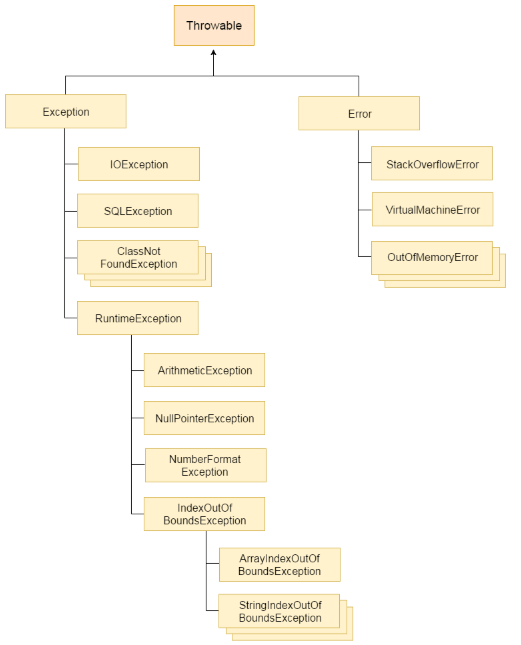 Throwable
Exception
Error
IOException
StackOverflowError
SQLException
VirtualMachineError
ClassNot
FoundException
OutOfMemoryError
RuntimeException
ArithmeticException
NullPointerException
NumberFormat
Exception
IndexOutOf
BoundsException
ArrayIndexOutOf
BoundsException
StringIndexOutOf
BoundsException